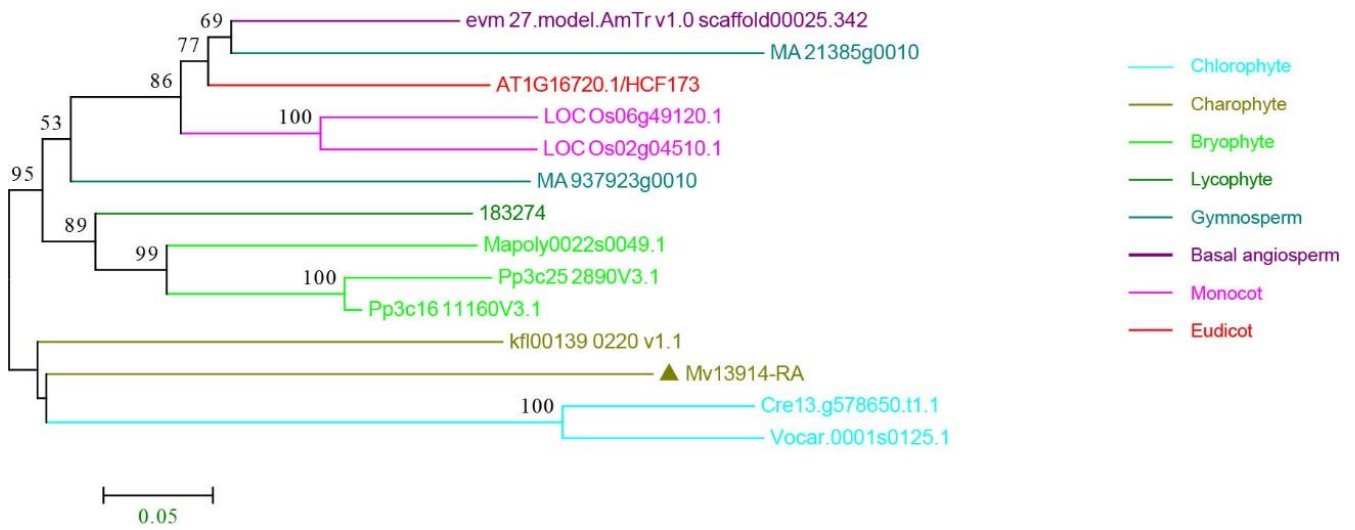 69
evm 27.model.AmTr v1.0 scaffold00025.342
77
MA 21385g0010
86
AT1G16720.1/HCF173
53
100
LOC Os06g49120.1
LOC Os02g04510.1
95
MA 937923g0010
89
183274
99
Mapoly0022s0049.1
100
Pp3c25 2890V3.1
Pp3c16 11160V3.1
kfl00139 0220 v1.1
Mv13914-RA
100
Cre13.g578650.t1.1
Vocar.0001s0125.1
0.05
Chlorophyte
Charophyte
Bryophyte
Lycophyte
Gymnosperm
Basal angiosperm
Monocot
Eudicot